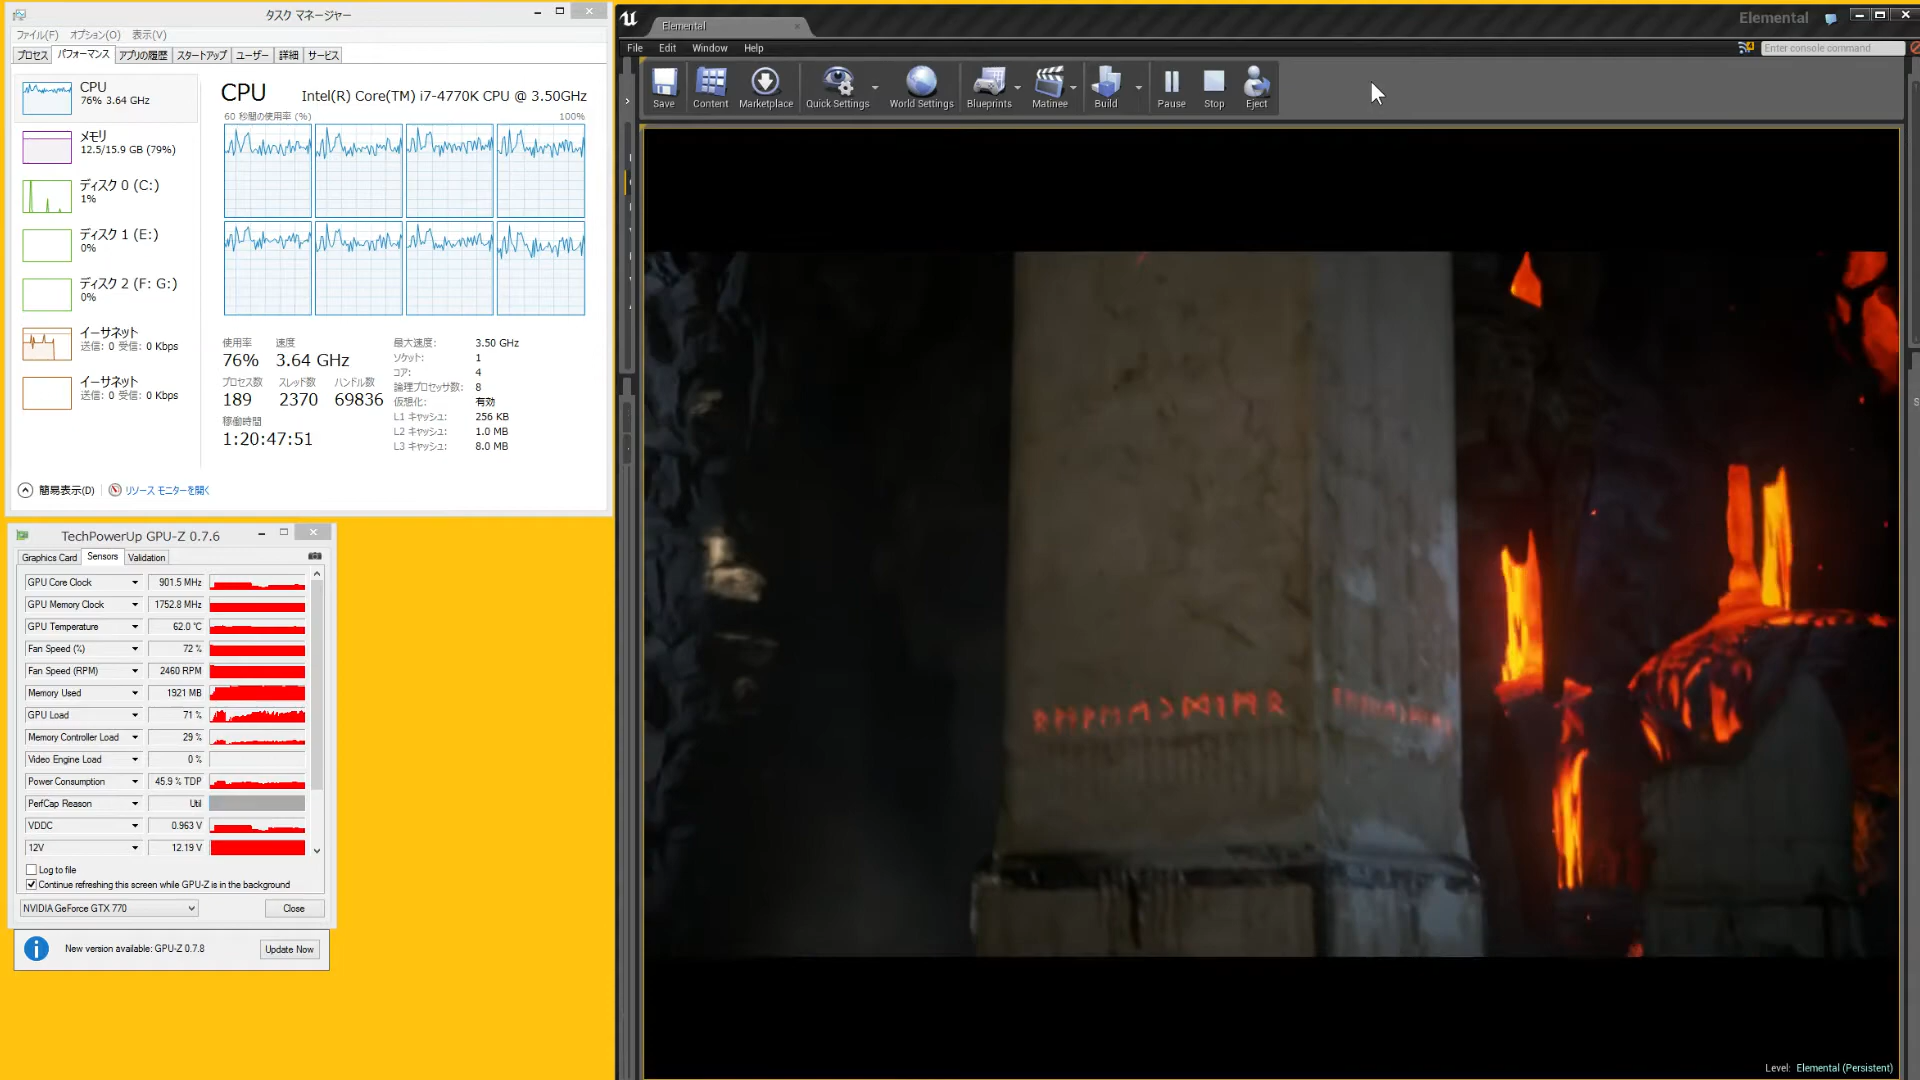 タスク マネージャー
ファイル(F) オプション(O) 表示(V)
プロセス パフォーマンス アプリの履歴 スタートアップ ユーザー 詳細 サービス
CPU
76% 3.64 GHz
メモリ
12.5/15.9 GB (79%)
ディスク 0 (C:)
1%
ディスク 1 (E:)
0%
ディスク 2 (F: G:)
0%
イーサネット
送信: 0 受信: 0 Kbps
イーサネット
送信: 0 受信: 0 Kbps
CPU Intel(R) Core(TM) i7-4770K CPU @ 3.50GHz
60 秒間の使用率 (%) 100%
使用率 速度
76% 3.64 GHz
プロセス数 スレッド数 ハンドル数
189 2370 69836
稼働時間
1:20:47:51
最大速度: 3.50 GHz
ソケット: 1
コア: 4
論理プロセッサ数: 8
仮想化: 有効
L1 キャッシュ: 256 KB
L2 キャッシュ: 1.0 MB
L3 キャッシュ: 8.0 MB
簡易表示(D) リソース モニターを開く
TechPowerUp GPU-Z 0.7.6
Graphics Card Sensors Validation
GPU Core Clock 901.5 MHz
GPU Memory Clock 1752.8 MHz
GPU Temperature 62.0 °C
Fan Speed (%) 72 %
Fan Speed (RPM) 2460 RPM
Memory Used 1921 MB
GPU Load 71 %
Memory Controller Load 29 %
Video Engine Load 0 %
Power Consumption 45.9 % TDP
PerfCap Reason Util
VDDC 0.963 V
12V 12.19 V
Log to file
Continue refreshing this screen while GPU-Z is in the background
NVIDIA GeForce GTX 770 Close
New version available: GPU-Z 0.7.8 Update Now
Elemental
Elemental
File Edit Window Help
Enter console command
Save Content Marketplace Quick Settings World Settings Blueprints Matinee Build Pause Stop Eject
Level: Elemental (Persistent)